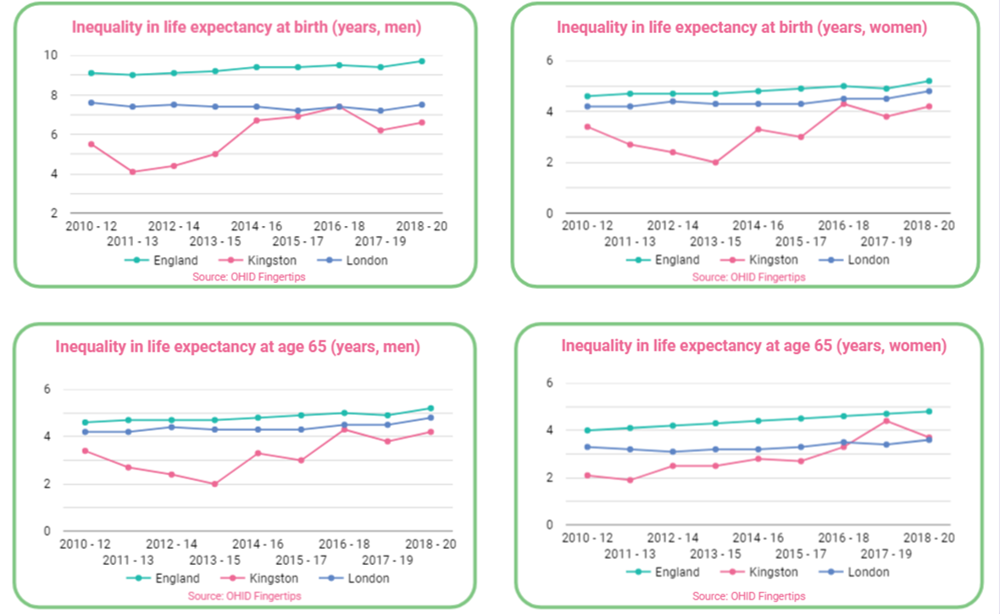 Inequality in life expectancy at birth (years, men)
10
8
6
4
2
2010 - 12 2012 - 14 2014 - 16 2016 - 18 2018 - 20
2011 - 13 2013 - 15 2015 - 17 2017 - 19
England Kingston London
Source: OHID Fingertips
Inequality in life expectancy at birth (years, women)
6
4
2
0
2010 - 12 2012 - 14 2014 - 16 2016 - 18 2018 - 20
2011 - 13 2013 - 15 2015 - 17 2017 - 19
England Kingston London
Source: OHID Fingertips
Inequality in life expectancy at age 65 (years, men)
6
4
2
0
2010 - 12 2012 - 14 2014 - 16 2016 - 18 2018 - 20
2011 - 13 2013 - 15 2015 - 17 2017 - 19
England Kingston London
Source: OHID Fingertips
Inequality in life expectancy at age 65 (years, women)
6
4
2
0
2010 - 12 2012 - 14 2014 - 16 2016 - 18 2018 - 20
2011 - 13 2013 - 15 2015 - 17 2017 - 19
England Kingston London
Source: OHID Fingertips